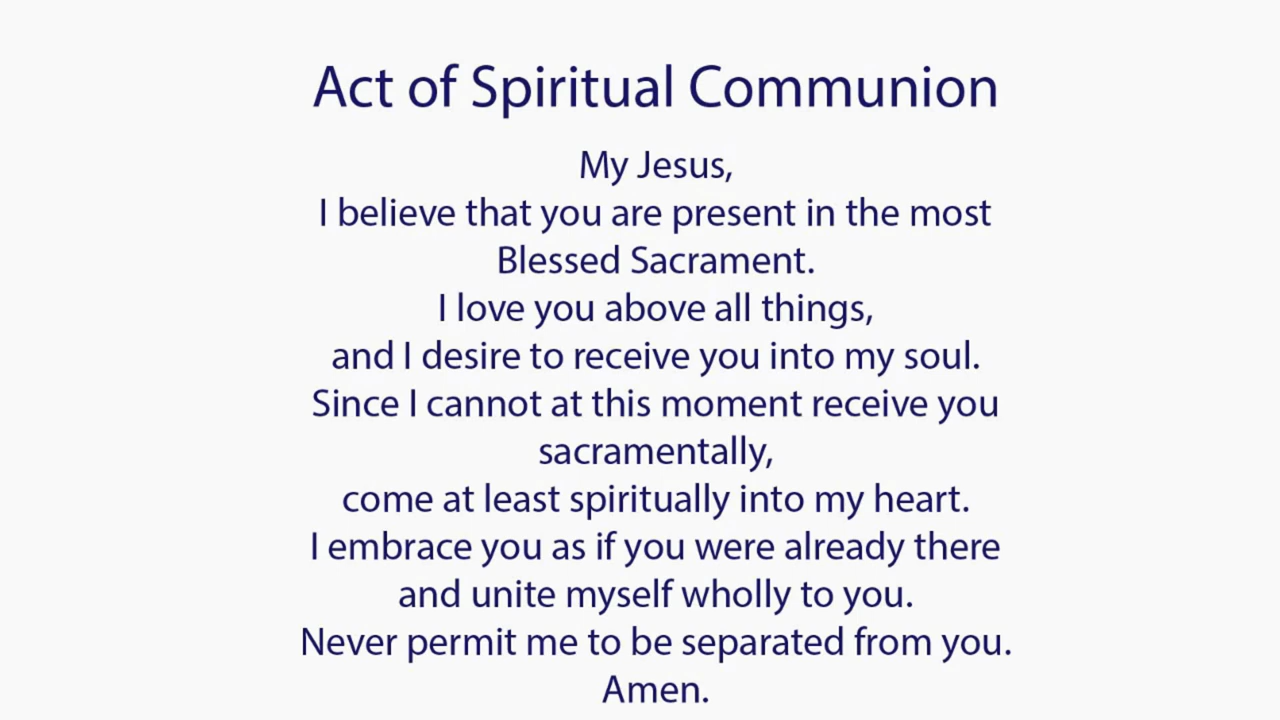 Act of Spiritual Communion
My Jesus,
I believe that you are present in the most
Blessed Sacrament.
I love you above all things,
and I desire to receive you into my soul.
Since I cannot at this moment receive you
sacramentally,
come at least spiritually into my heart.
I embrace you as if you were already there
and unite myself wholly to you.
Never permit me to be separated from you.
Amen.